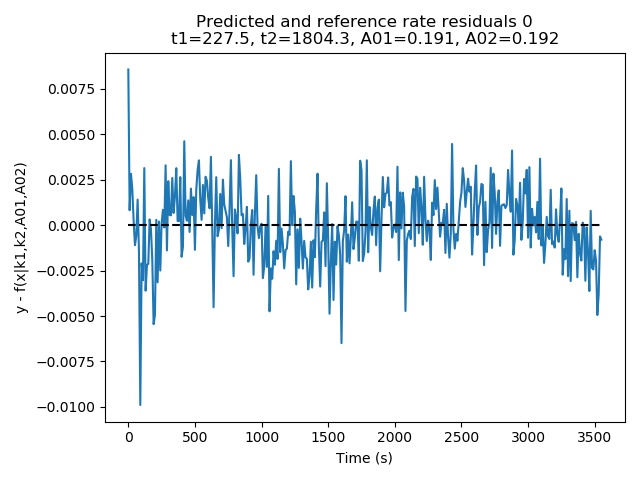 Predicted and reference rate residuals 0
t1=227.5, t2=1804.3, A01=0.191, A02=0.192
y - f(x|k1,k2,A01,A02)
0.0075
0.0050
0.0025
0.0000
−0.0025
−0.0050
−0.0075
−0.0100
0 500 1000 1500 2000 2500 3000 3500
Time (s)